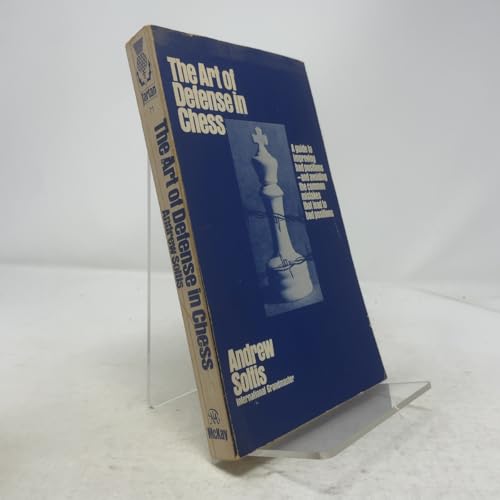 The Art of
Defense in
Chess
A guide to
improving
bad positions
—and avoiding
the common
mistakes
that lead to
bad positions
Andrew
Soltis
International Grandmaster
Tartan
The Art of Defense in Chess
Andrew Soltis
McKay